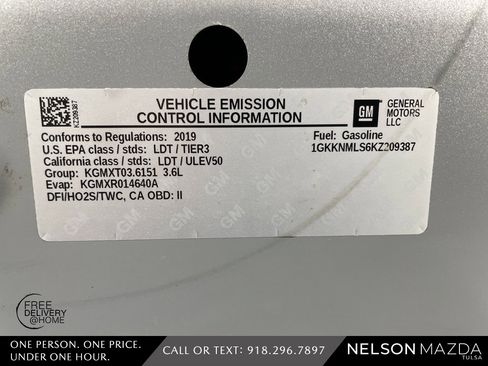 KZ209387
VEHICLE EMISSION
CONTROL INFORMATION
GM
GENERAL
MOTORS
LLC
Conforms to Regulations: 2019
U.S. EPA class / stds: LDT / TIER3
California class / stds: LDT / ULEV50
Group: KGMXT03.6151 3.6L
Evap: KGMXR014640A
DFI/HO2S/TWC, CA OBD: II
Fuel: Gasoline
1GKKNMLS6KZ209387
FREE
DELIVERY
@HOME
ONE PERSON. ONE PRICE.
UNDER ONE HOUR.
CALL OR TEXT: 918.296.7897
NELSON MAZDA
TULSA